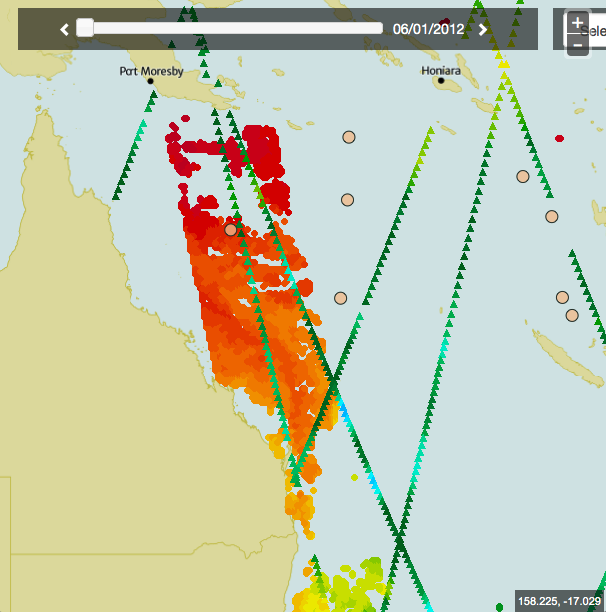 06/01/2012
+
Sele
−
Port Moresby
Honiara
158.225, -17.029